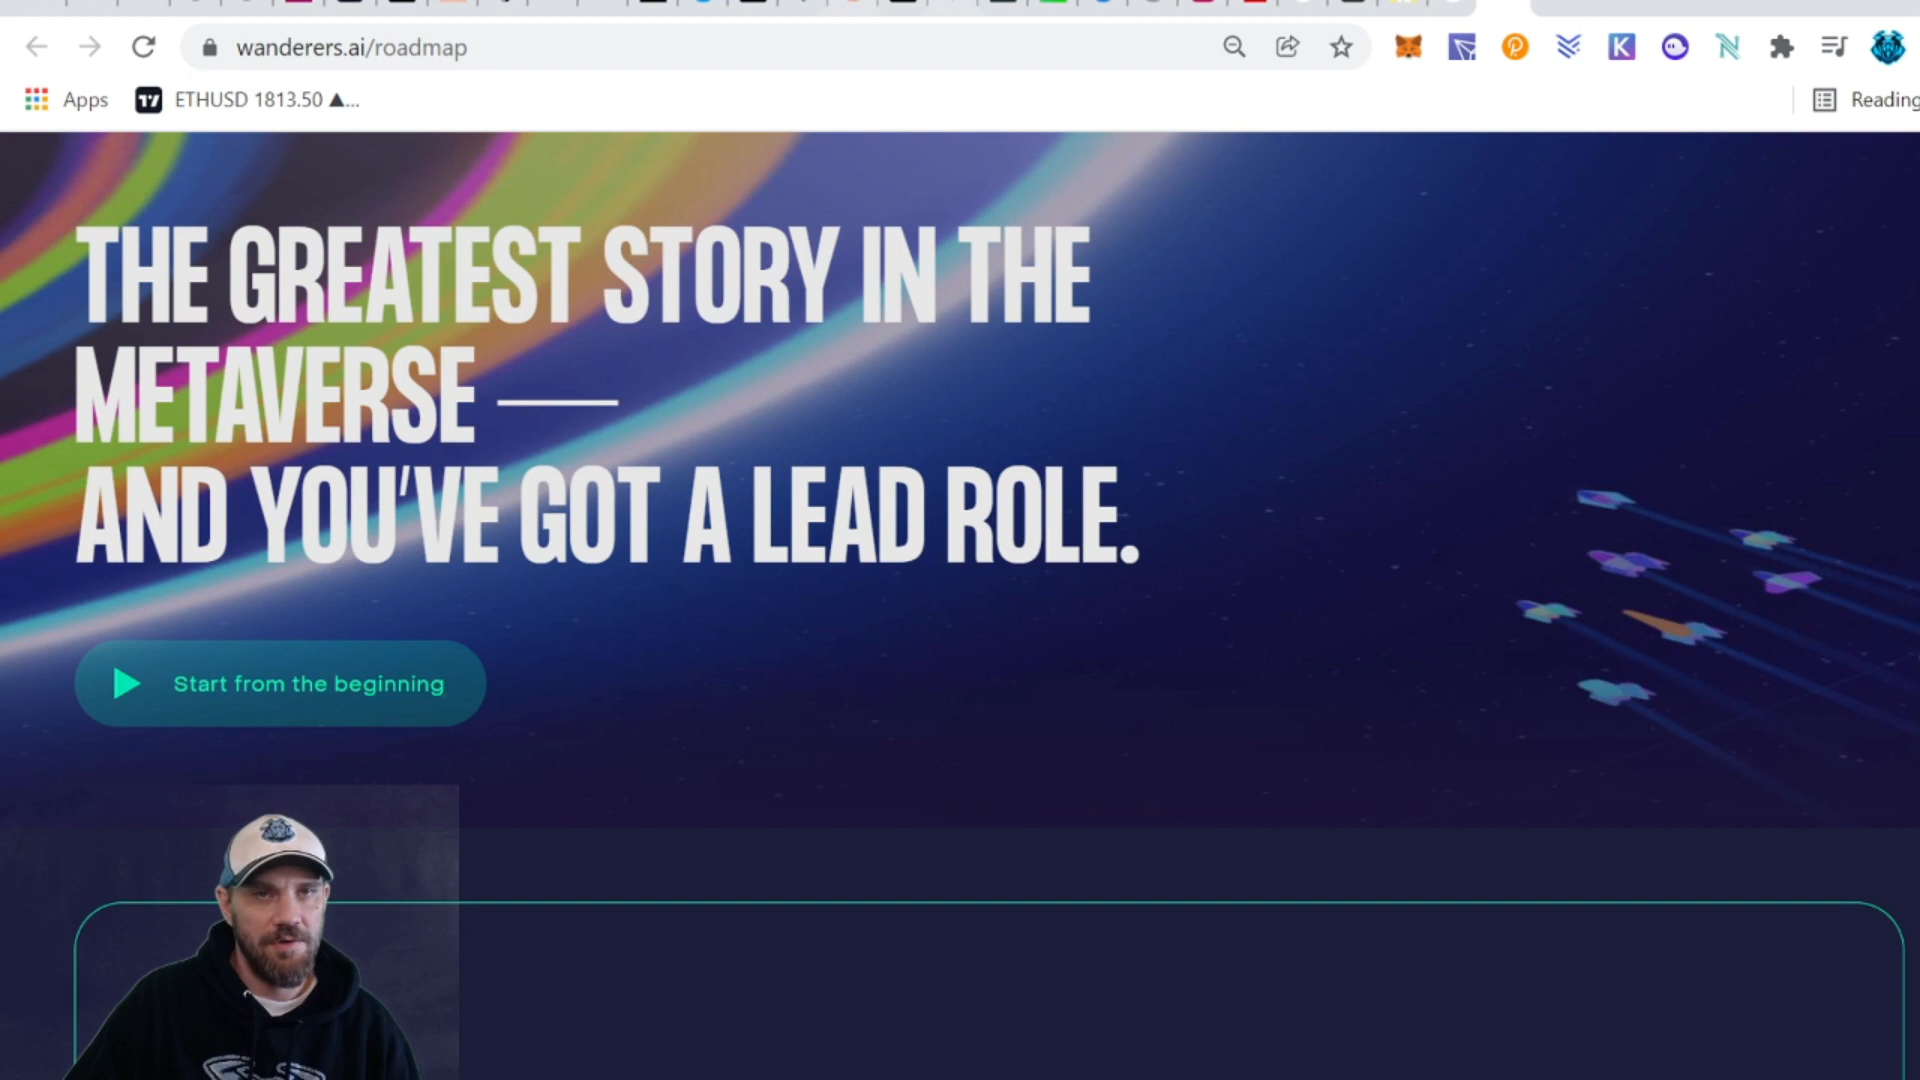 wanderers.ai/roadmap
Apps
ETHUSD 1813.50 ▲...
Reading
THE GREATEST STORY IN THE
METAVERSE ——
AND YOU'VE GOT A LEAD ROLE.
Start from the beginning